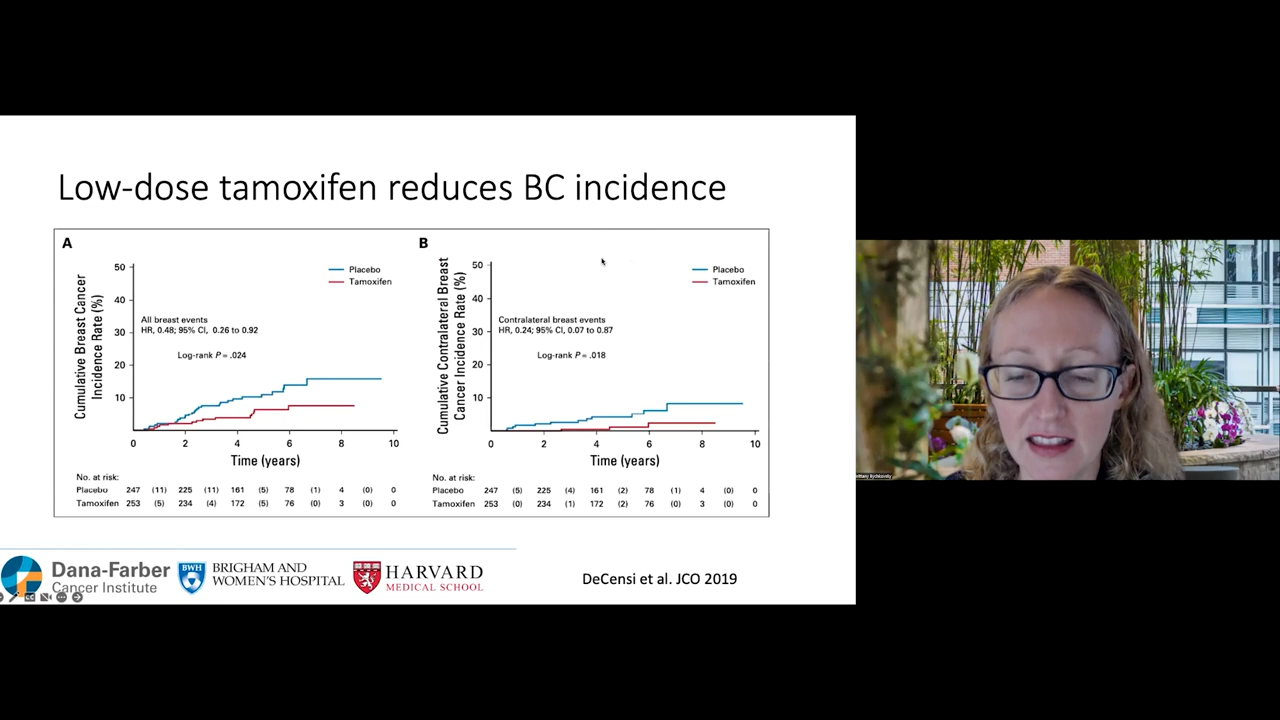 Low-dose tamoxifen reduces BC incidence
A
Cumulative Breast Cancer
Incidence Rate (%)
50
40
30
20
10
Placebo
Tamoxifen
All breast events
HR, 0.48; 95% CI, 0.26 to 0.92
Log-rank P = .024
0 2 4 6 8 10
Time (years)
No. at risk:
Placebo 247 (11) 225 (11) 161 (5) 78 (1) 4 (0) 0
Tamoxifen 253 (5) 234 (4) 172 (5) 76 (0) 3 (0) 0
B
Cumulative Contralateral Breast
Cancer Incidence Rate (%)
50
40
30
20
10
Placebo
Tamoxifen
Contralateral breast events
HR, 0.24; 95% CI, 0.07 to 0.87
Log-rank P = .018
0 2 4 6 8 10
Time (years)
No. at risk:
Placebo 247 (5) 225 (4) 161 (2) 78 (1) 4 (0) 0
Tamoxifen 253 (0) 234 (1) 172 (2) 76 (0) 3 (0) 0
Dana-Farber
Cancer Institute
BWH
BRIGHAM AND
WOMEN'S HOSPITAL
HARVARD
MEDICAL SCHOOL
DeCensi et al. JCO 2019